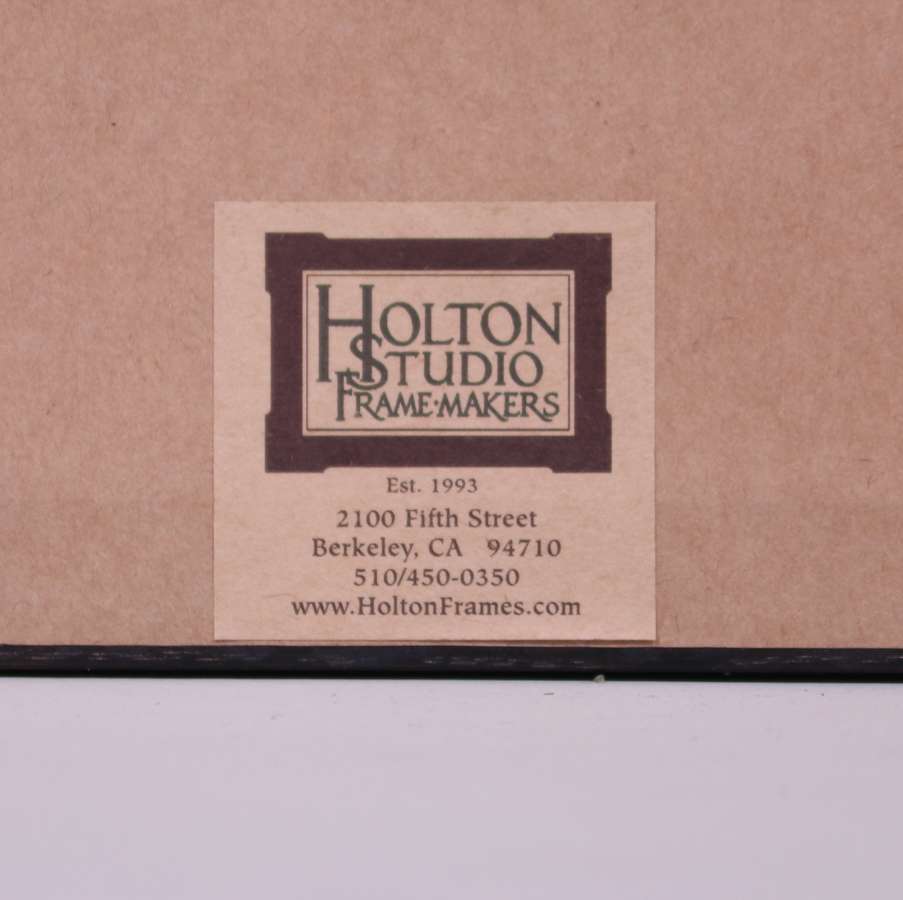 HOLTON
STUDIO
FRAME·MAKERS
Est. 1993
2100 Fifth Street
Berkeley, CA 94710
510/450-0350
www.HoltonFrames.com